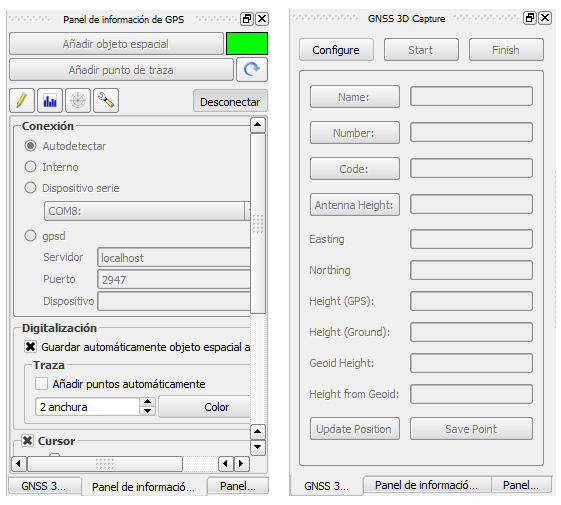 Panel de información de GPS
Añadir objeto espacial
Añadir punto de traza
Desconectar
Conexión
Autodetectar
Interno
Dispositivo serie
COM8:
gpsd
Servidor localhost
Puerto 2947
Dispositivo
Digitalización
Guardar automáticamente objeto espacial a
Traza
Añadir puntos automáticamente
2 anchura Color
Cursor
GNSS 3... Panel de informació... Panel...
GNSS 3D Capture
Configure Start Finish
Name:
Number:
Code:
Antenna Height:
Easting
Northing
Height (GPS):
Height (Ground):
Geoid Height:
Height from Geoid:
Update Position Save Point
GNSS 3... Panel de informació... Panel...